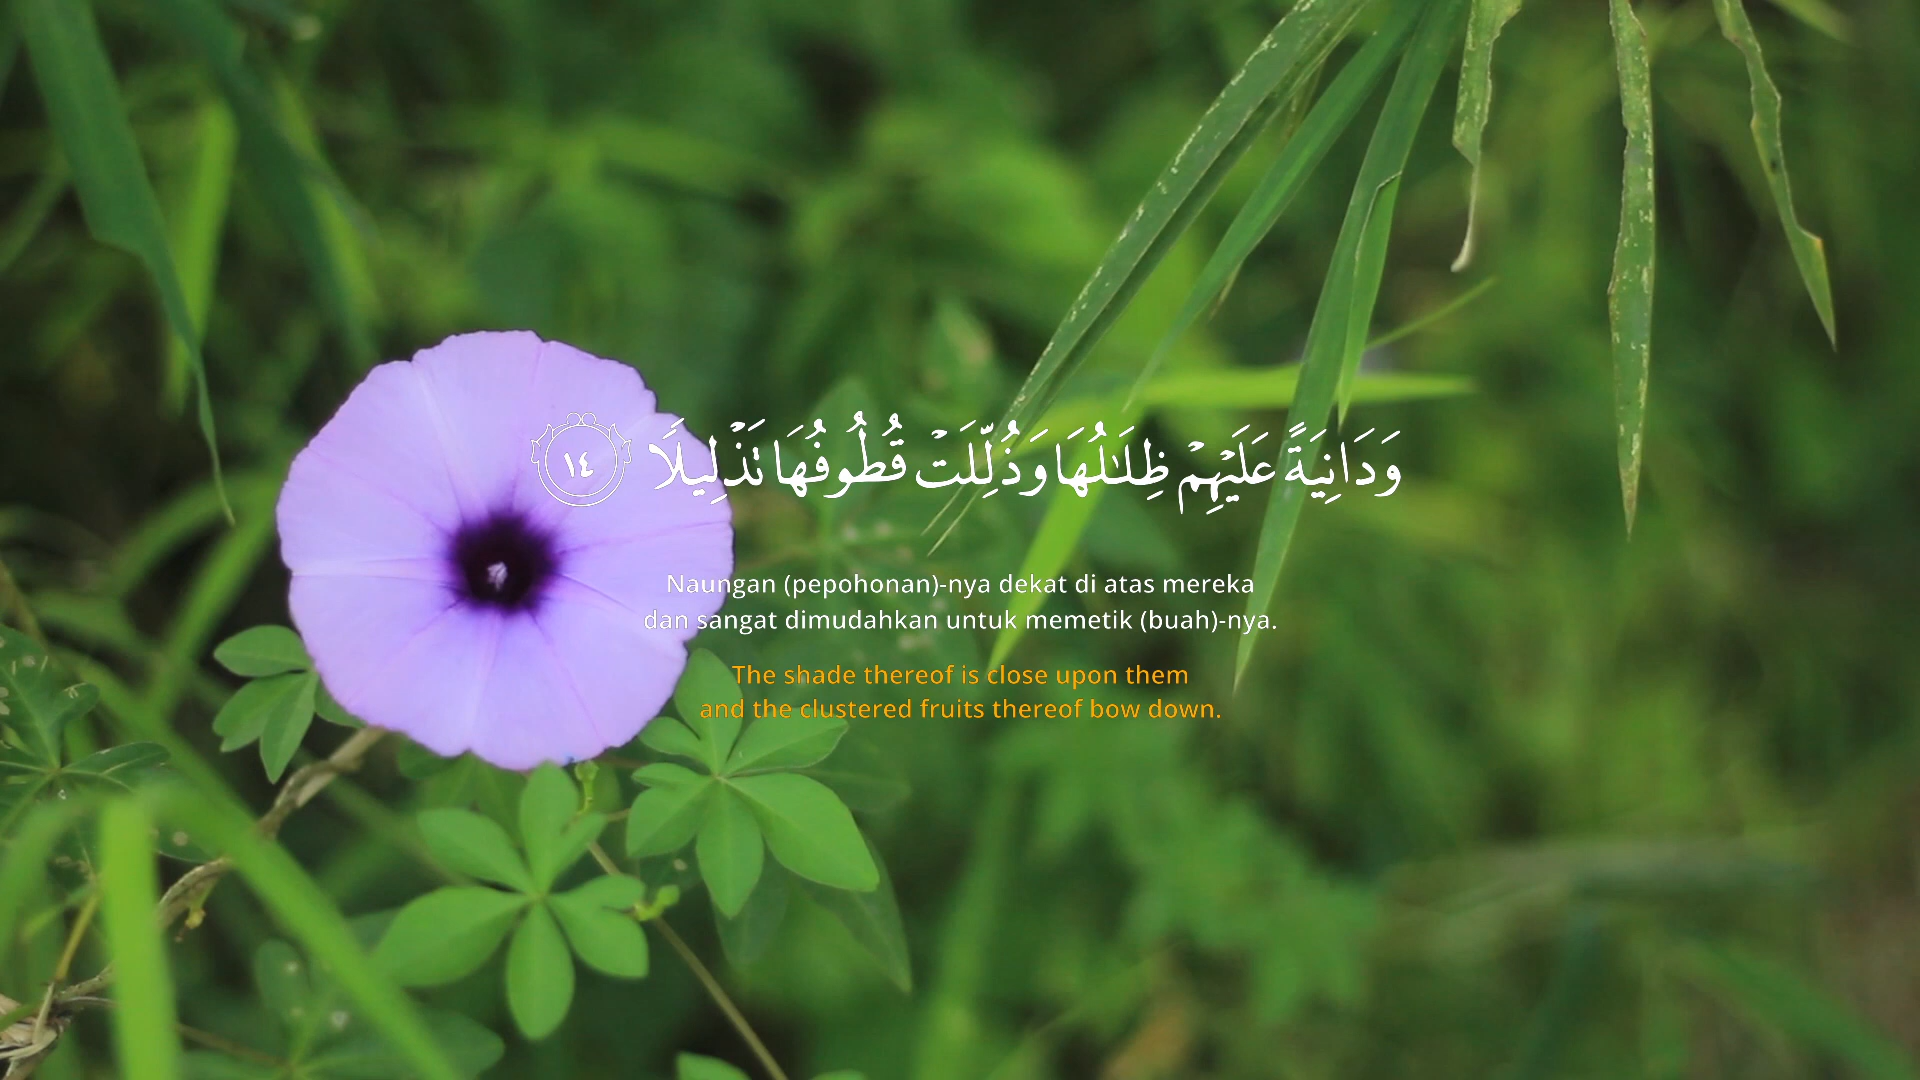 وَدَانِيَةً عَلَيْهِمْ ظِلَـٰلُهَا وَذُلِّلَتْ قُطُوفُهَا تَذْلِيلًا ١٤
Naungan (pepohonan)-nya dekat di atas mereka
dan sangat dimudahkan untuk memetik (buah)-nya.
The shade thereof is close upon them
and the clustered fruits thereof bow down.